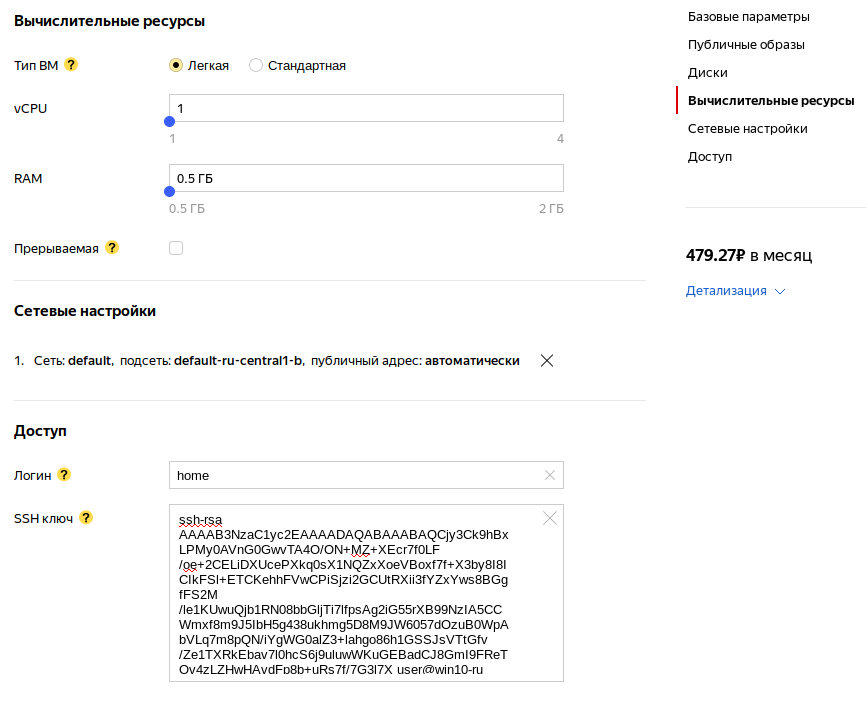 Вычислительные ресурсы
Тип ВМ ? Легкая Стандартная
vCPU 1
1 4
RAM 0.5 ГБ
0.5 ГБ 2 ГБ
Прерываемая ?
Сетевые настройки
1. Сеть: default, подсеть: default-ru-central1-b, публичный адрес: автоматически
Доступ
Логин ? home
SSH ключ ? ssh-rsa
AAAAB3NzaC1yc2EAAAADAQABAAABAQCjy3Ck9hBx
LPMy0AVnG0GwvTA4O/ON+MZ+XEcr7f0LF
/oe+2CELiDXUcePXkq0sX1NQZxXoeVBoxf7f+X3by8I8I
CIkFSl+ETCKehhFVwCPiSjzi2GCUtRXii3fYZxYws8BGg
fFS2M
/le1KUwuQjb1RN08bbGljTi7lfpsAg2iG55rXB99NzIA5CC
Wmxf8m9J5IbH5g438ukhmg5D8M9JW6057dOzuB0WpA
bVLq7m8pQN/iYgWG0alZ3+lahgo86h1GSSJsVTtGfv
/Ze1TXRkEbav7l0hcS6j9uluwWKuGEBadCJ8GmI9FReT
Ov4zLZHwHAvdFp8b+uRs7f/7G3l7X user@win10-ru
Базовые параметры
Публичные образы
Диски
Вычислительные ресурсы
Сетевые настройки
Доступ
479.27₽ в месяц
Детализация